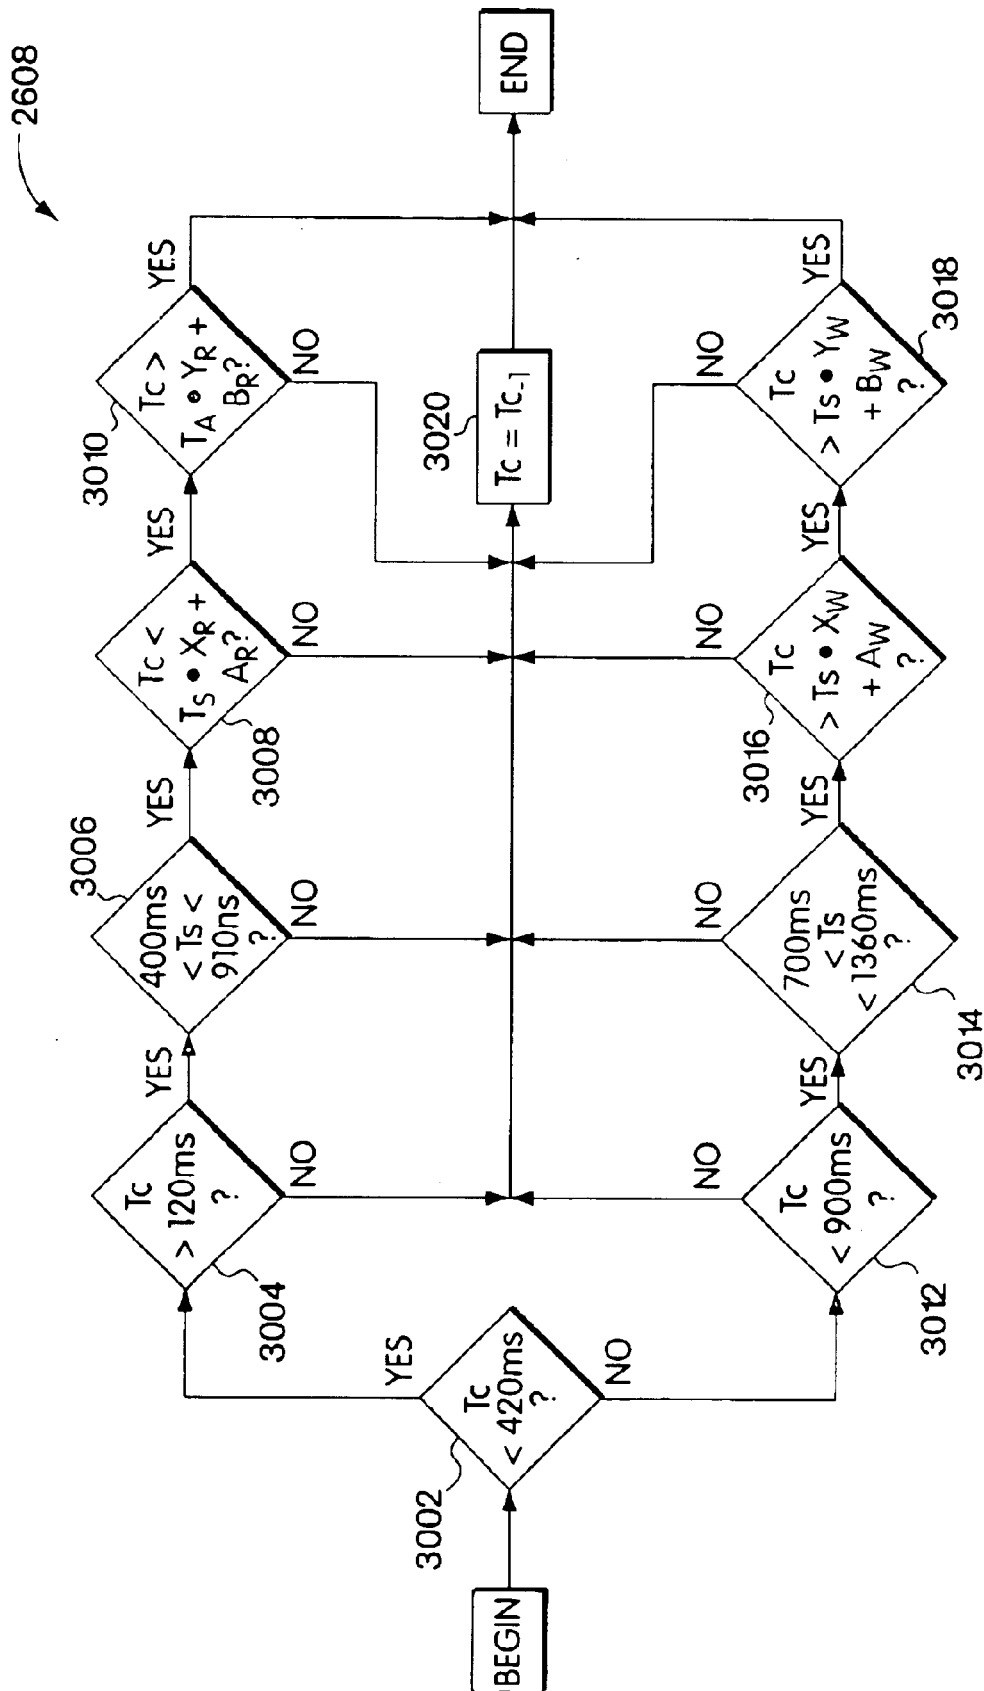 2608
BEGIN
3002
Tc
< 420ms
?
YES
NO
3004
Tc
> 120ms
?
YES
NO
3006
400ms
< Ts <
910ns
?
YES
NO
3008
Tc <
TS • XR +
AR?
YES
NO
3010
Tc >
TA • YR +
BR?
YES
NO
3012
Tc
< 900ms
?
YES
NO
3014
700ms
< Ts
< 1360ms
?
YES
NO
3016
Tc
> Ts • XW
+ AW
?
YES
NO
3018
Tc
> Ts • YW
+ BW
?
YES
NO
3020
Tc = Tc-1
END